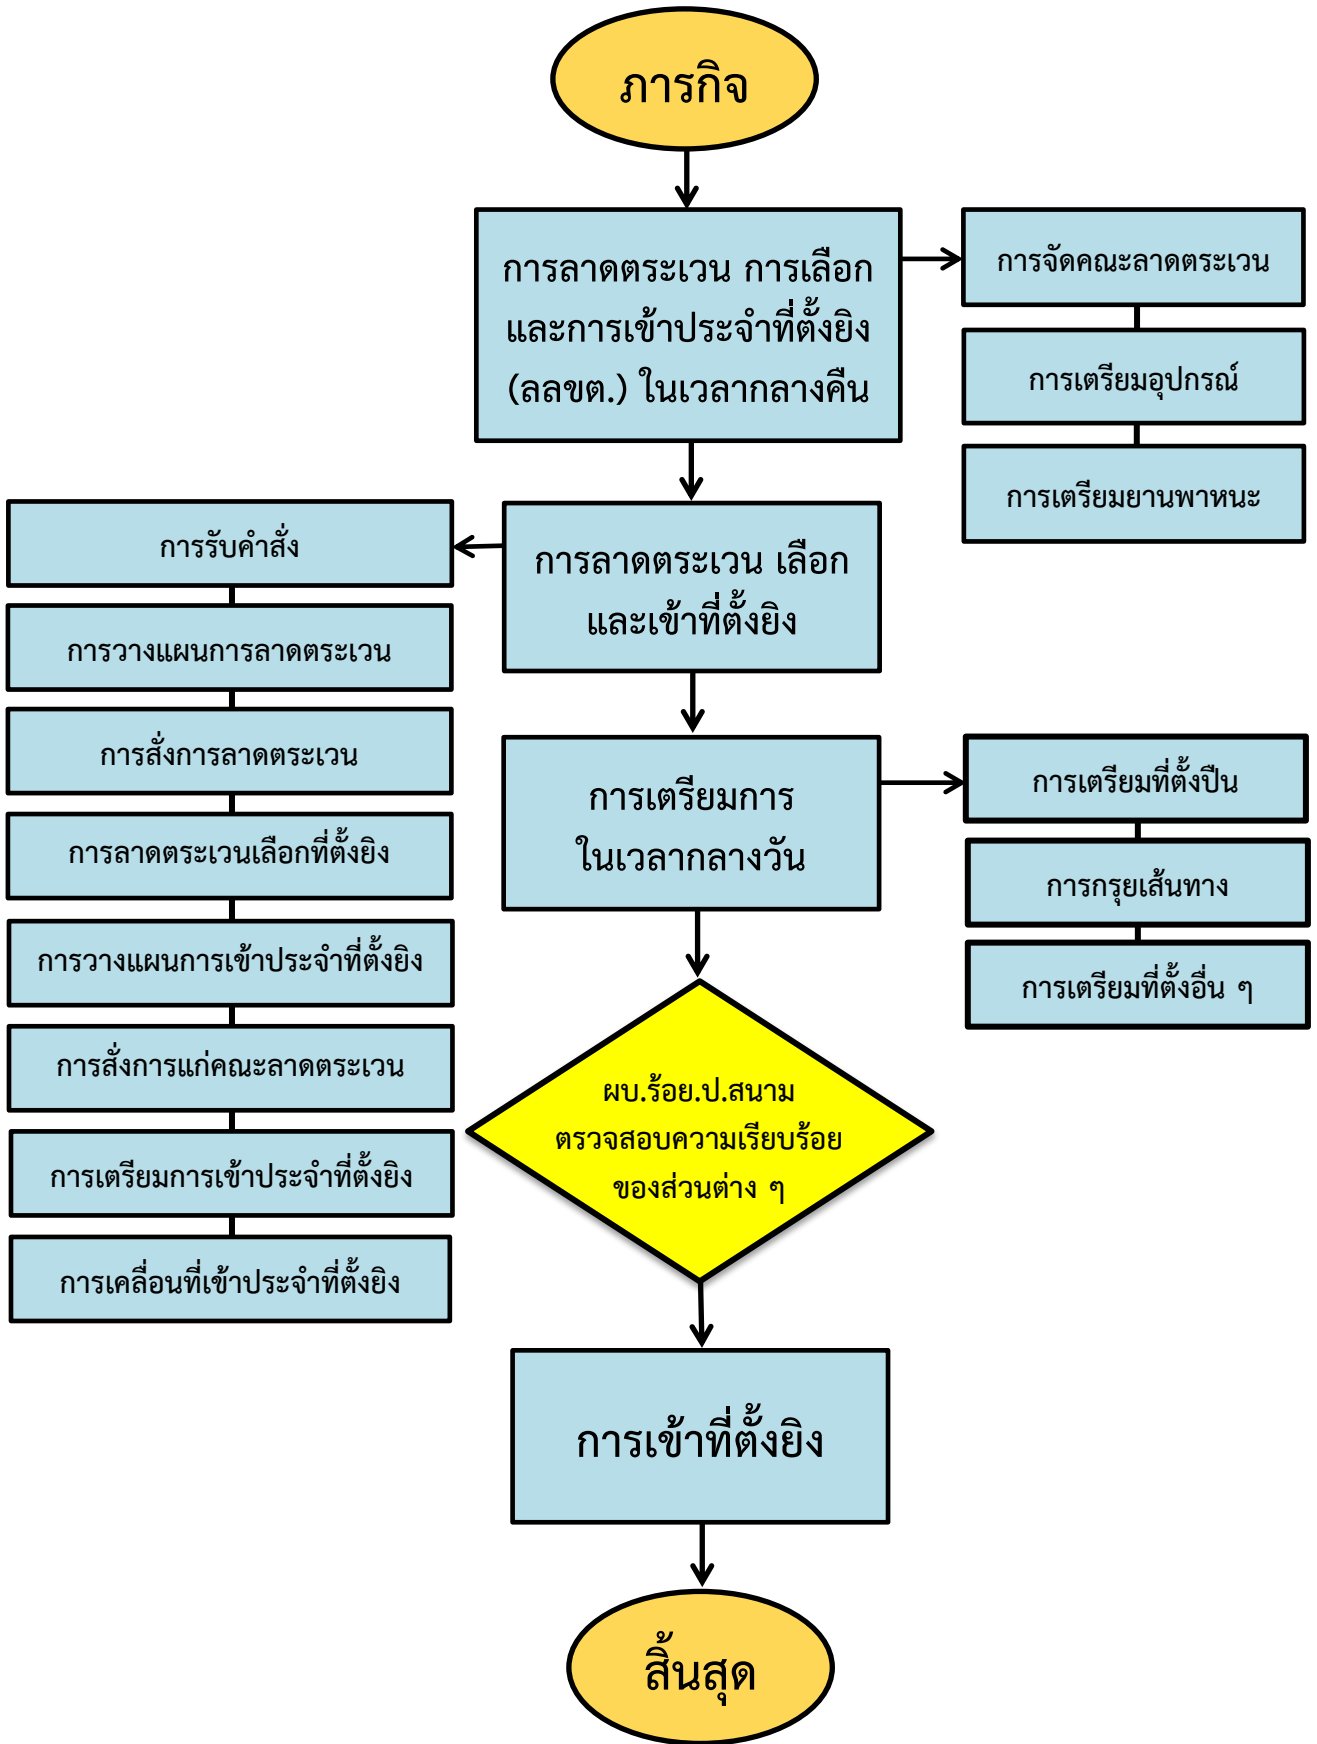 ภารกิจ
การลาดตระเวน การเลือก
และการเข้าประจำที่ตั้งยิง
(ลลขต.) ในเวลากลางคืน
การจัดคณะลาดตระเวน
การเตรียมอุปกรณ์
การเตรียมยานพาหนะ
การลาดตระเวน เลือก
และเข้าที่ตั้งยิง
การรับคำสั่ง
การวางแผนการลาดตระเวน
การสั่งการลาดตระเวน
การลาดตระเวนเลือกที่ตั้งยิง
การวางแผนการเข้าประจำที่ตั้งยิง
การสั่งการแก่คณะลาดตระเวน
การเตรียมการเข้าประจำที่ตั้งยิง
การเคลื่อนที่เข้าประจำที่ตั้งยิง
การเตรียมการ
ในเวลากลางวัน
การเตรียมที่ตั้งปืน
การกรุยเส้นทาง
การเตรียมที่ตั้งอื่น ๆ
ผบ.ร้อย.ป.สนาม
ตรวจสอบความเรียบร้อย
ของส่วนต่าง ๆ
การเข้าที่ตั้งยิง
สิ้นสุด